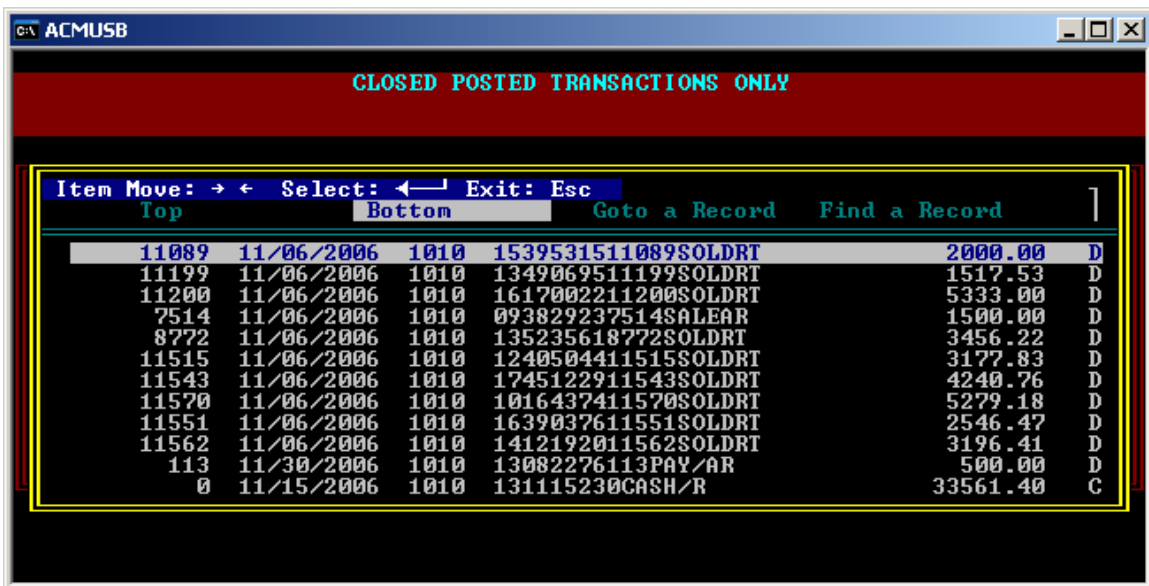 C:\ ACMUSB
CLOSED POSTED TRANSACTIONS ONLY
Item Move: → ← Select: ◄─┘ Exit: Esc
Top Bottom Goto a Record Find a Record
11089 11/06/2006 1010 1539531511089SOLDRT 2000.00 D
11199 11/06/2006 1010 1349069511199SOLDRT 1517.53 D
11200 11/06/2006 1010 1617002211200SOLDRT 5333.00 D
7514 11/06/2006 1010 093829237514SALEAR 1500.00 D
8772 11/06/2006 1010 135235618772SOLDRT 3456.22 D
11515 11/06/2006 1010 1240504411515SOLDRT 3177.83 D
11543 11/06/2006 1010 1745122911543SOLDRT 4240.76 D
11570 11/06/2006 1010 1016437411570SOLDRT 5279.18 D
11551 11/06/2006 1010 1639037611551SOLDRT 2546.47 D
11562 11/06/2006 1010 1412192011562SOLDRT 3196.41 D
113 11/30/2006 1010 13082276113PAY/AR 500.00 D
0 11/15/2006 1010 131115230CASH/R 33561.40 C